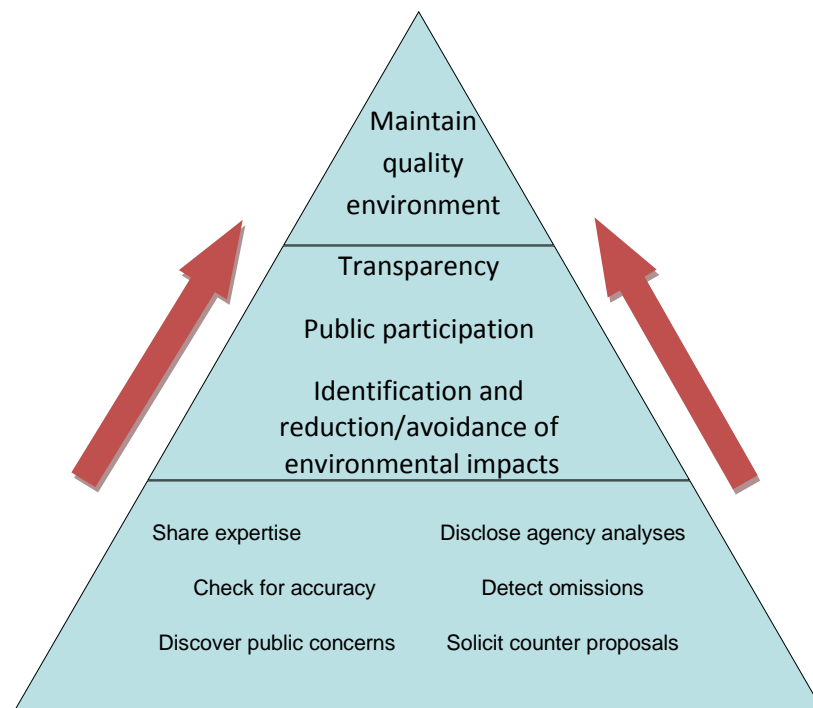 Maintain
quality
environment
Transparency
Public participation
Identification and
reduction/avoidance of
environmental impacts
Share expertise
Disclose agency analyses
Check for accuracy
Detect omissions
Discover public concerns
Solicit counter proposals